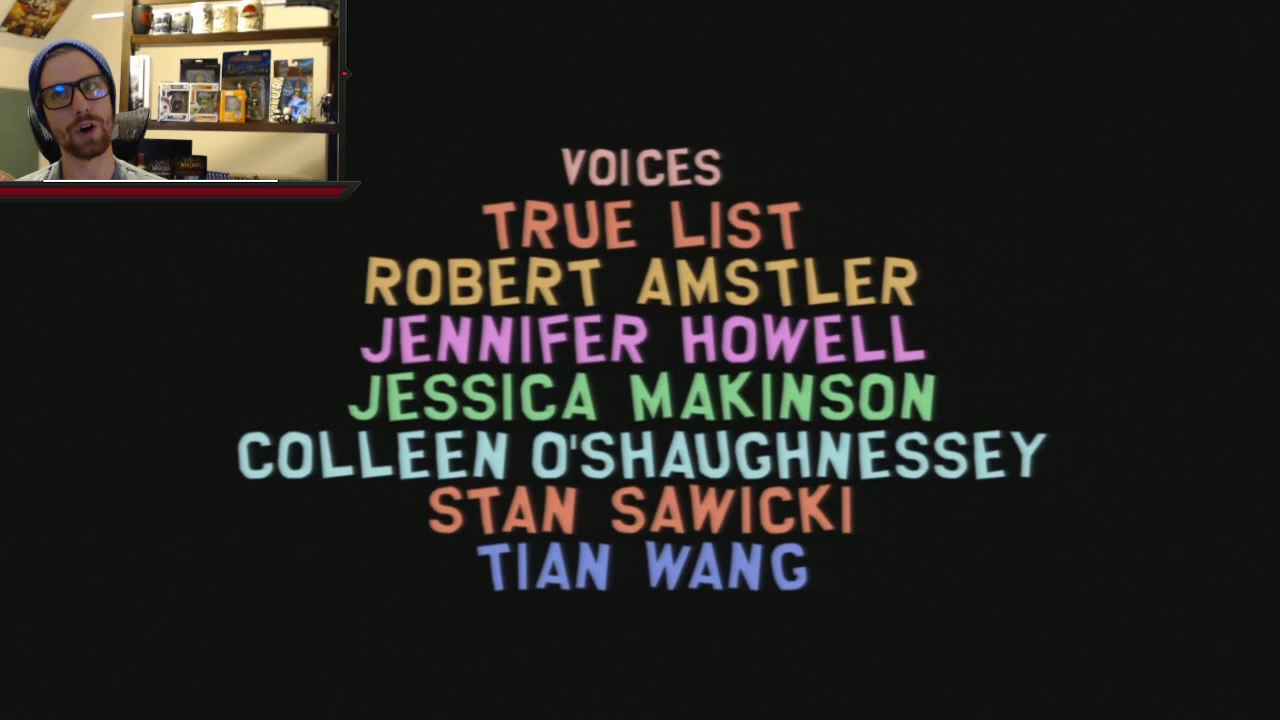 VOICES
TRUE LIST
ROBERT AMSTLER
JENNIFER HOWELL
JESSICA MAKINSON
COLLEEN O'SHAUGHNESSEY
STAN SAWICKI
TIAN WANG